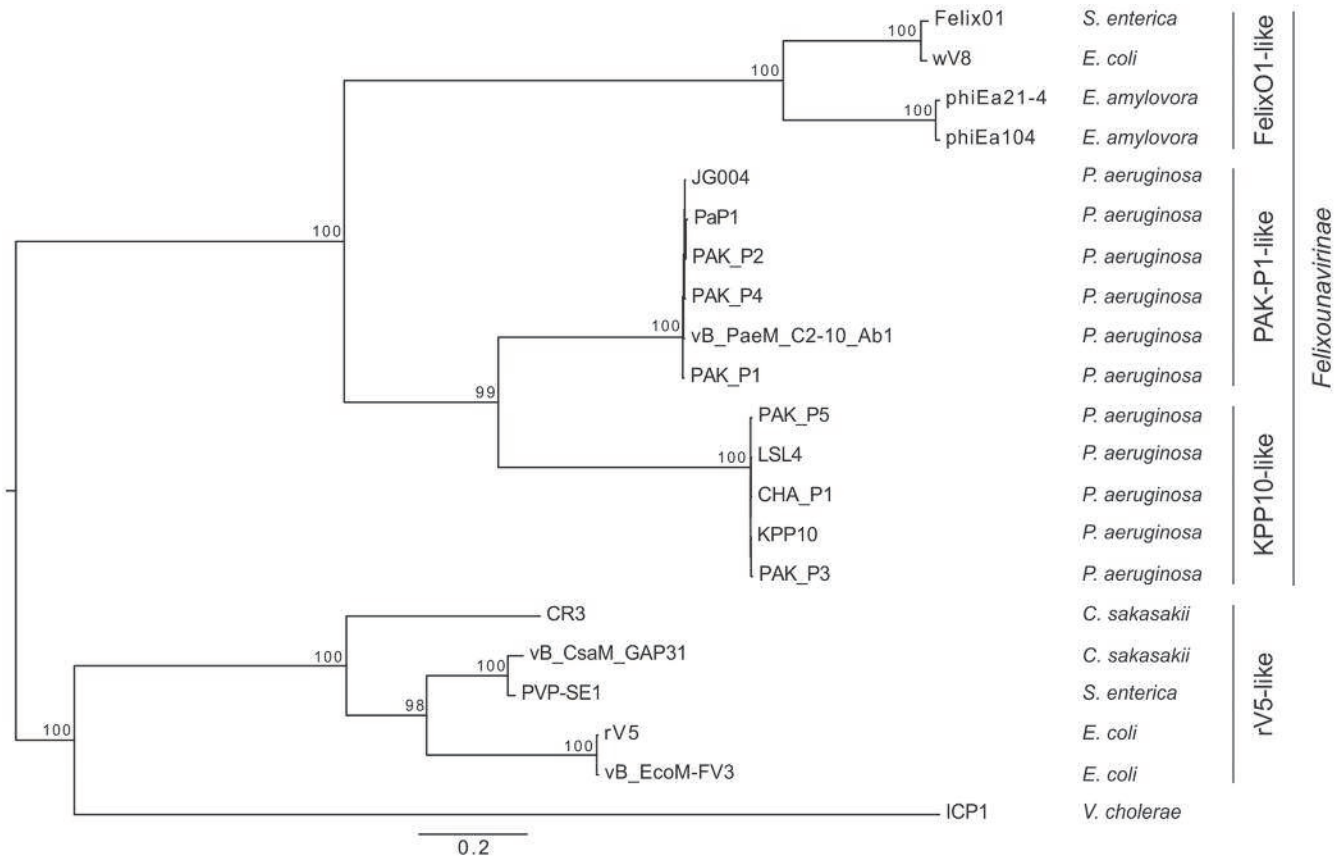 Felix01 S. enterica
100
wV8 E. coli
100
phiEa21-4 E. amylovora
100
phiEa104 E. amylovora
FelixO1-like
JG004 P. aeruginosa
PaP1 P. aeruginosa
100
PAK_P2 P. aeruginosa
PAK_P4 P. aeruginosa
100
vB_PaeM_C2-10_Ab1 P. aeruginosa
PAK_P1 P. aeruginosa
PAK-P1-like
99
PAK_P5 P. aeruginosa
LSL4 P. aeruginosa
100
CHA_P1 P. aeruginosa
KPP10 P. aeruginosa
PAK_P3 P. aeruginosa
KPP10-like
Felixounavirinae
CR3 C. sakasakii
100
vB_CsaM_GAP31 C. sakasakii
100
PVP-SE1 S. enterica
98
rV5 E. coli
100
vB_EcoM-FV3 E. coli
rV5-like
100
ICP1 V. cholerae
0.2